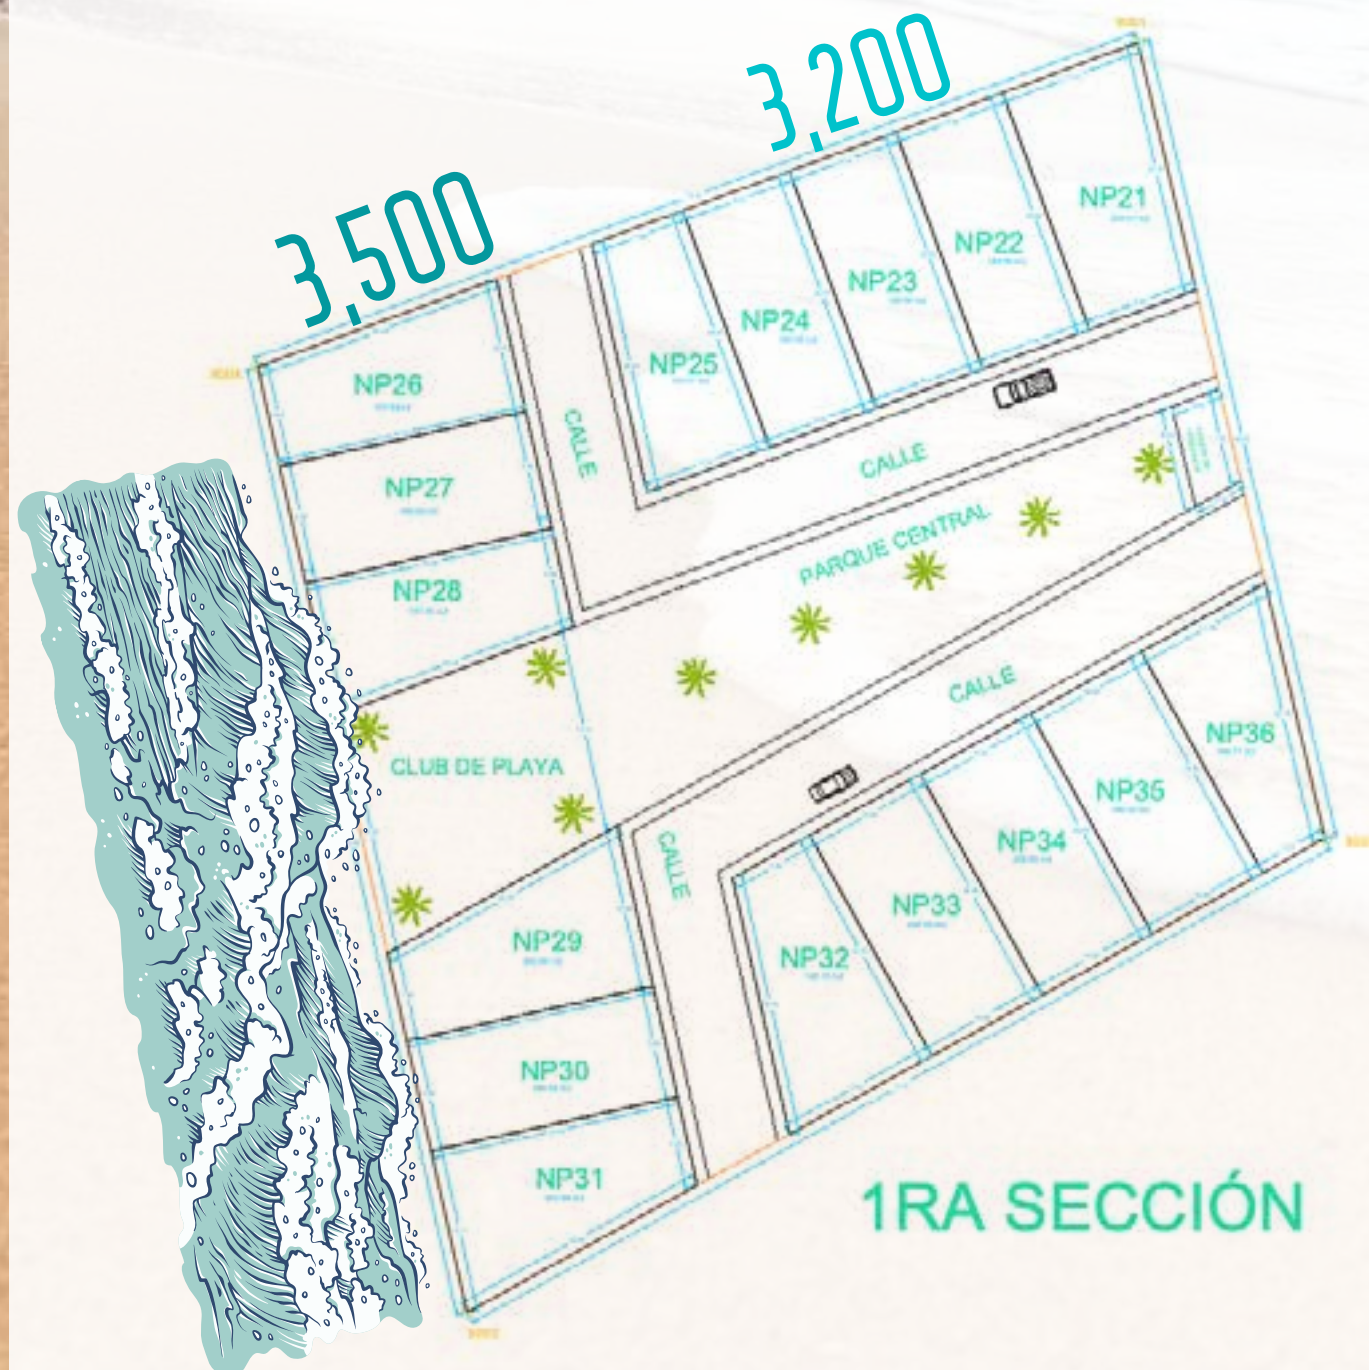 3,200
3,500
NP21
NP22
NP23
NP24
NP25
NP26
NP27
NP28
CALLE
CALLE
PARQUE CENTRAL
CLUB DE PLAYA
CALLE
CALLE
NP29
NP30
NP31
NP32
NP33
NP34
NP35
NP36
1RA SECCIÓN